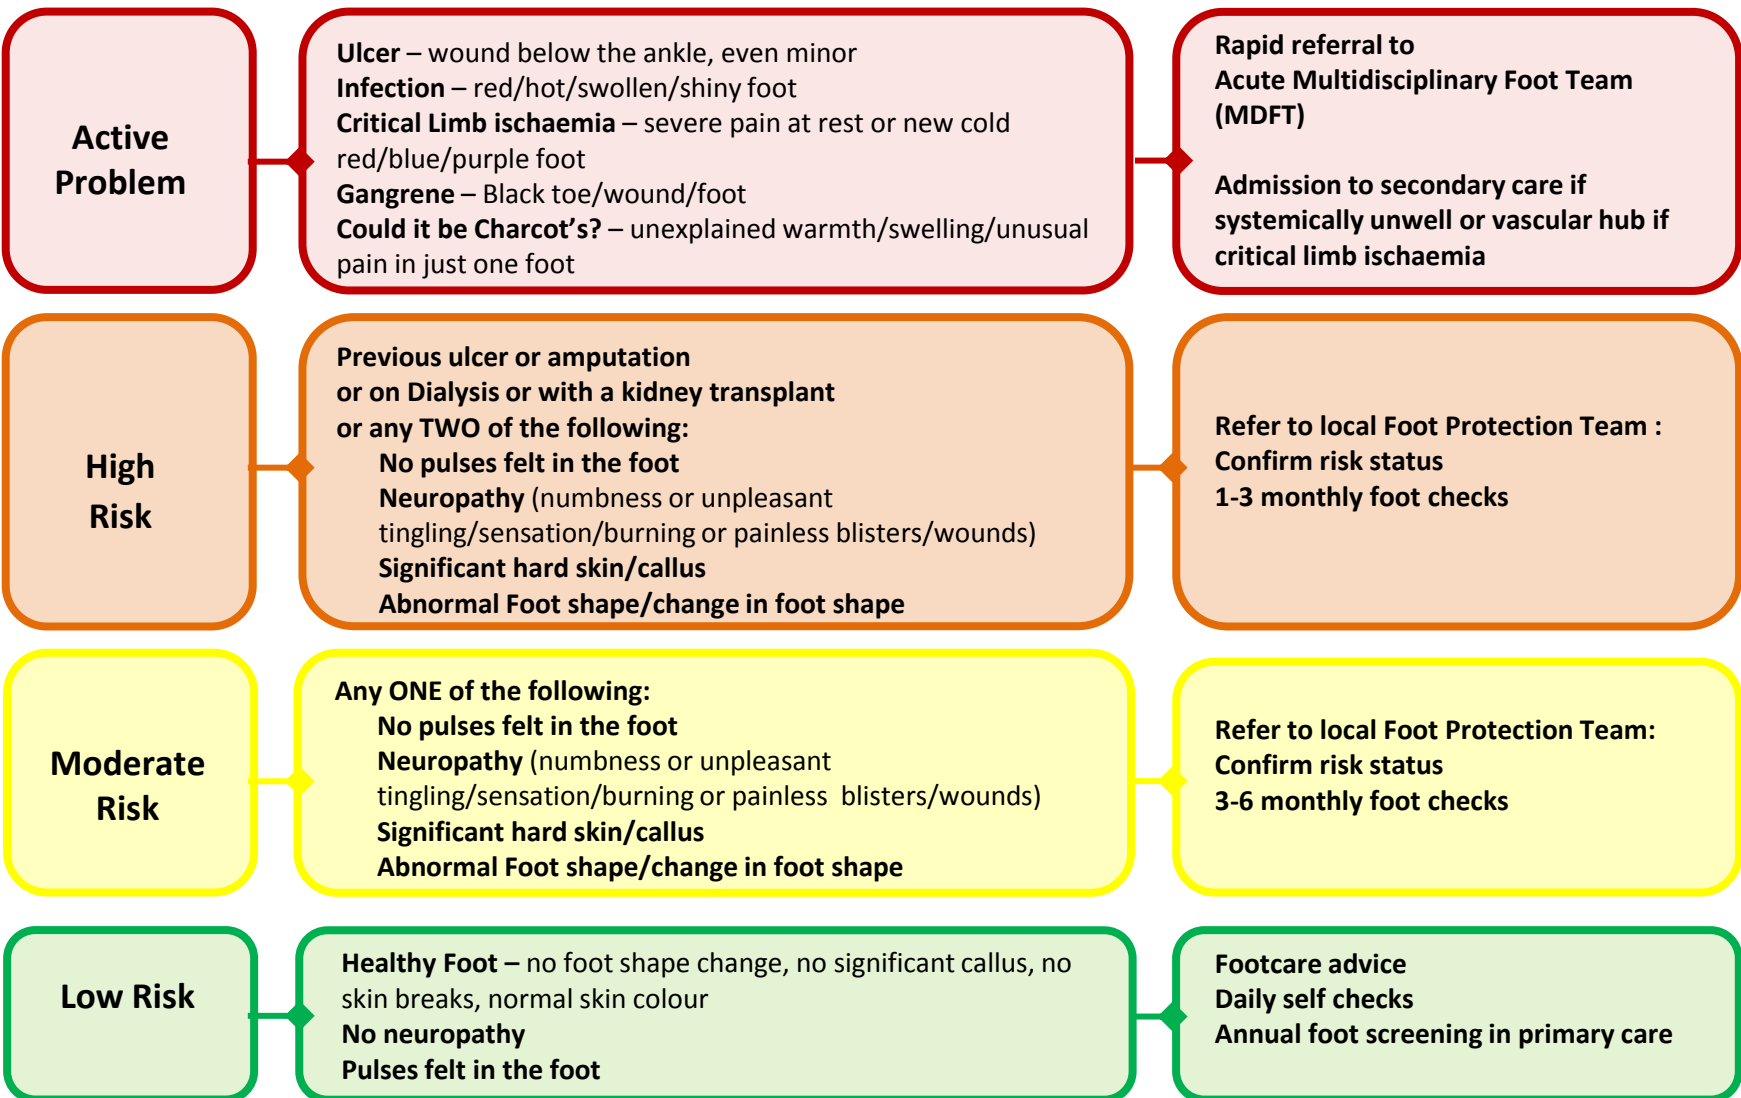 Active
Problem
Ulcer – wound below the ankle, even minor
Infection – red/hot/swollen/shiny foot
Critical Limb ischaemia – severe pain at rest or new cold
red/blue/purple foot
Gangrene – Black toe/wound/foot
Could it be Charcot’s? – unexplained warmth/swelling/unusual
pain in just one foot
Rapid referral to
Acute Multidisciplinary Foot Team
(MDFT)
Admission to secondary care if
systemically unwell or vascular hub if
critical limb ischaemia
High
Risk
Previous ulcer or amputation
or on Dialysis or with a kidney transplant
or any TWO of the following:
No pulses felt in the foot
Neuropathy (numbness or unpleasant
tingling/sensation/burning or painless blisters/wounds)
Significant hard skin/callus
Abnormal Foot shape/change in foot shape
Refer to local Foot Protection Team :
Confirm risk status
1-3 monthly foot checks
Moderate
Risk
Any ONE of the following:
No pulses felt in the foot
Neuropathy (numbness or unpleasant
tingling/sensation/burning or painless  blisters/wounds)
Significant hard skin/callus
Abnormal Foot shape/change in foot shape
Refer to local Foot Protection Team:
Confirm risk status
3-6 monthly foot checks
Low Risk
Healthy Foot – no foot shape change, no significant callus, no
skin breaks, normal skin colour
No neuropathy
Pulses felt in the foot
Footcare advice
Daily self checks
Annual foot screening in primary care